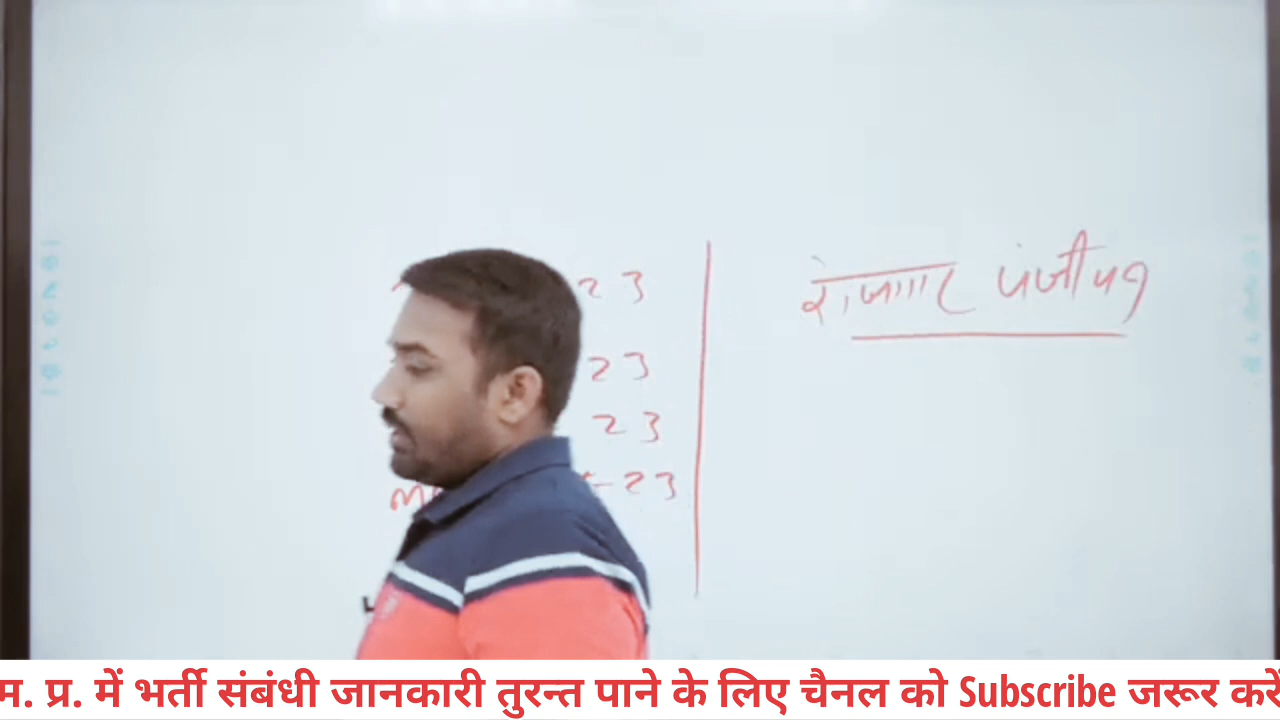 23
रोजगार पंजीयन
23
23
-23
म. प्र. में भर्ती संबंधी जानकारी तुरन्त पाने के लिए चैनल को Subscribe जरूर करें